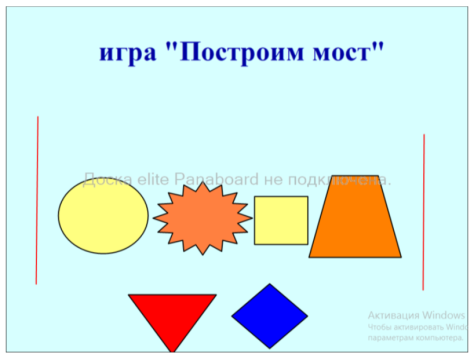 игра "Построим мост"
Доска elite Panaboard не подключена.
Активация Windows
Чтобы активировать Wind
параметрам компьютера.